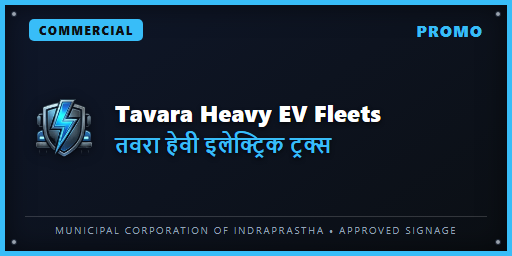 COMMERCIAL
PROMO
Tavara Heavy EV Fleets
तवरा हेवी इलेक्ट्रिक ट्रक्स
MUNICIPAL CORPORATION OF INDRAPRASTHA • APPROVED SIGNAGE